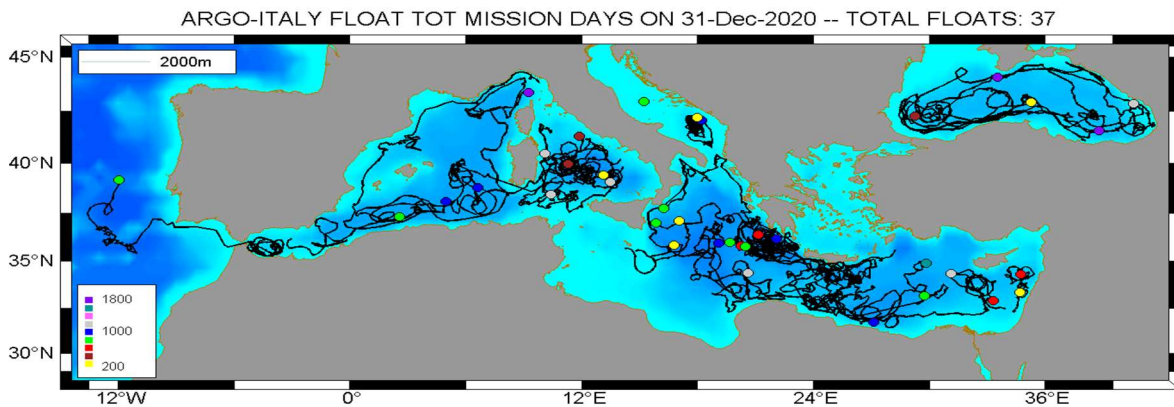 ARGO-ITALY FLOAT TOT MISSION DAYS ON 31-Dec-2020 -- TOTAL FLOATS: 37
45°N
2000m
40°N
35°N
1800
1000
200
30°N
12°W
0°
12°E
24°E
36°E